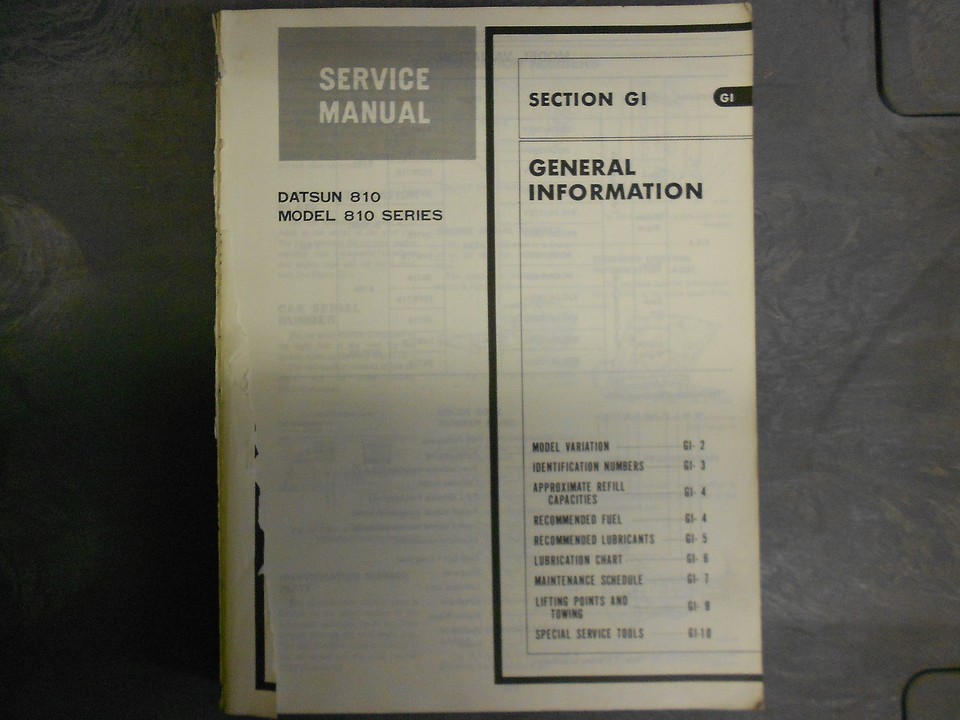 SERVICE
MANUAL
DATSUN 810
MODEL 810 SERIES
SECTION GI
GI
GENERAL
INFORMATION
MODEL VARIATION GI- 2
IDENTIFICATION NUMBERS GI- 3
APPROXIMATE REFILL
CAPACITIES GI- 4
RECOMMENDED FUEL GI- 4
RECOMMENDED LUBRICANTS GI- 5
LUBRICATION CHART GI- 6
MAINTENANCE SCHEDULE GI- 7
LIFTING POINTS AND
TOWING GI-
SPECIAL SERVICE TOOLS GI-10